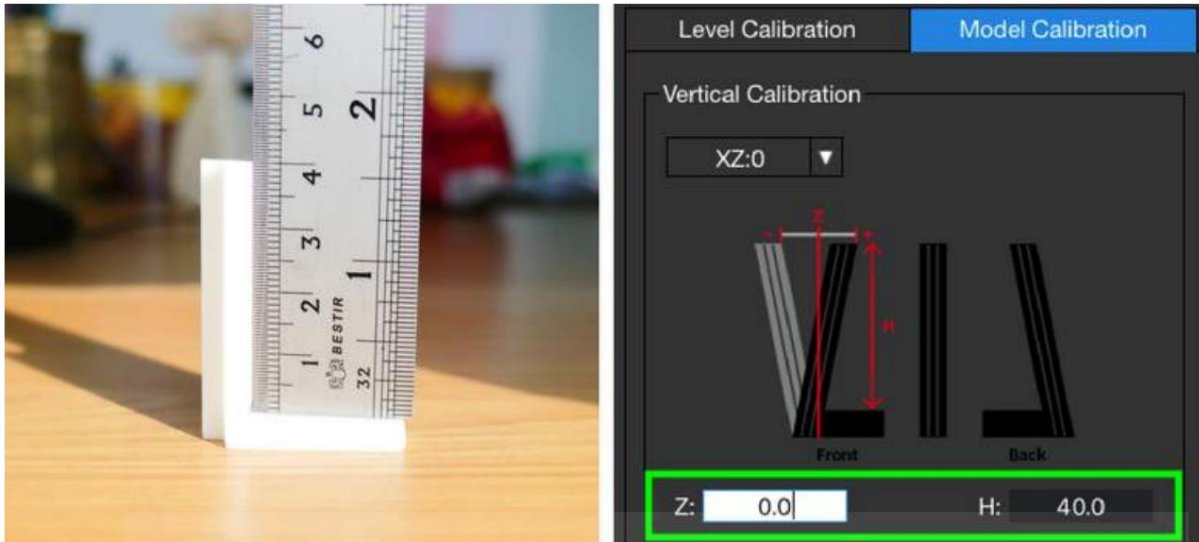 6
5
2
4
3
1
2
BESTIR
1
32
Level Calibration
Model Calibration
Vertical Calibration
XZ:0
Z
- +
H
Front
Back
Z: 0.0
H: 40.0